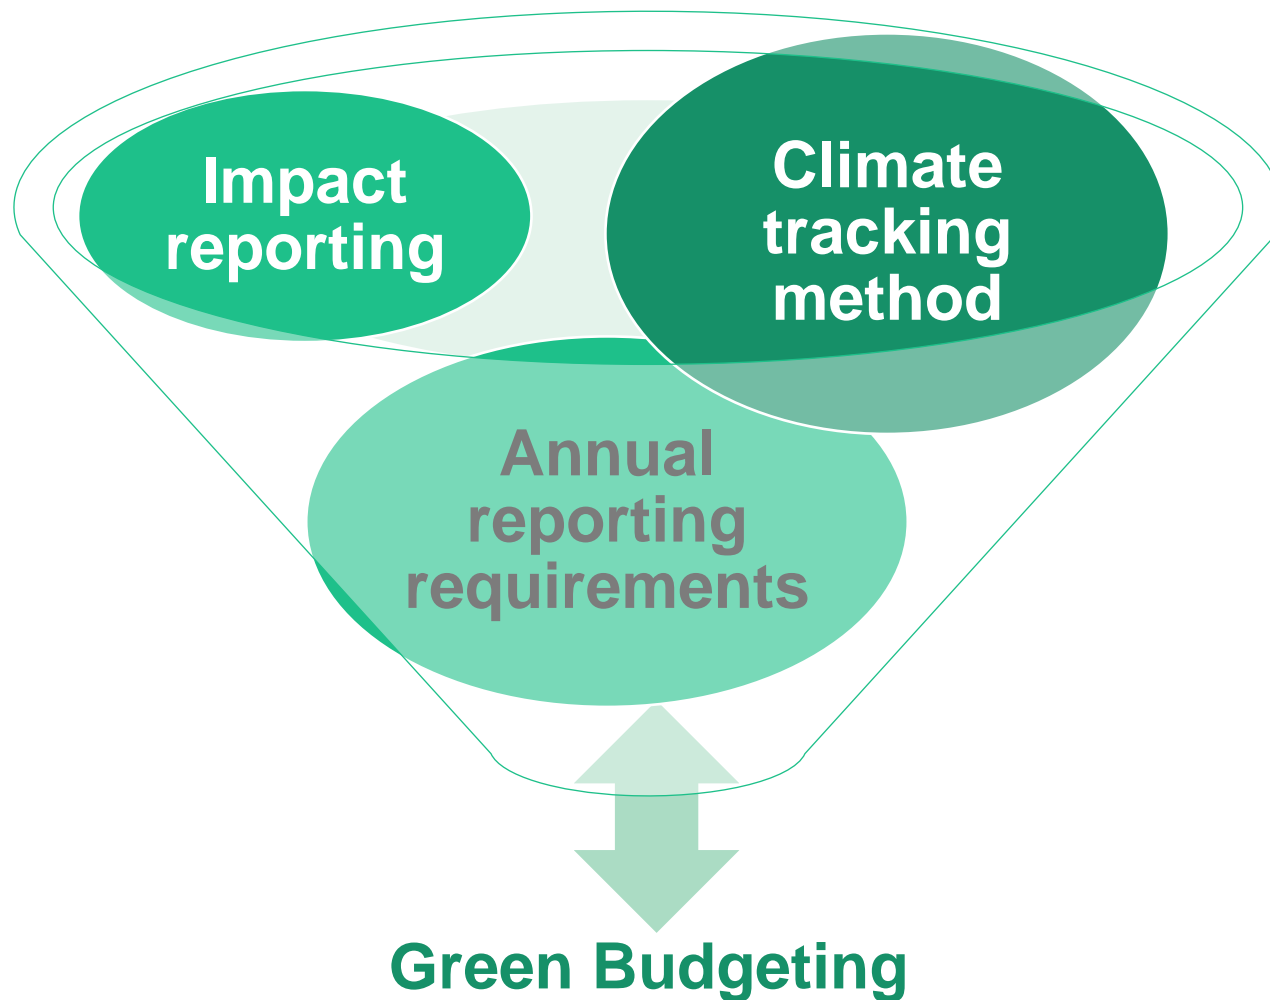 Impact
reporting
Climate
tracking
method
Annual
reporting
requirements
Green Budgeting